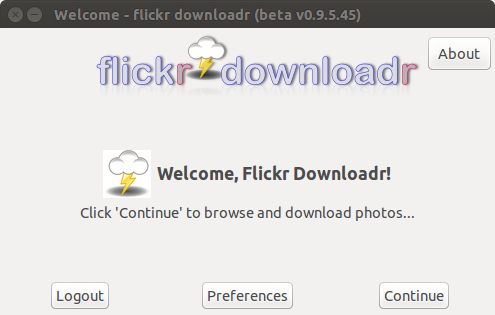 Welcome - flickr downloadr (beta v0.9.5.45)
flickr downloadr
About
Welcome, Flickr Downloadr!
Click 'Continue' to browse and download photos...
Logout Preferences Continue